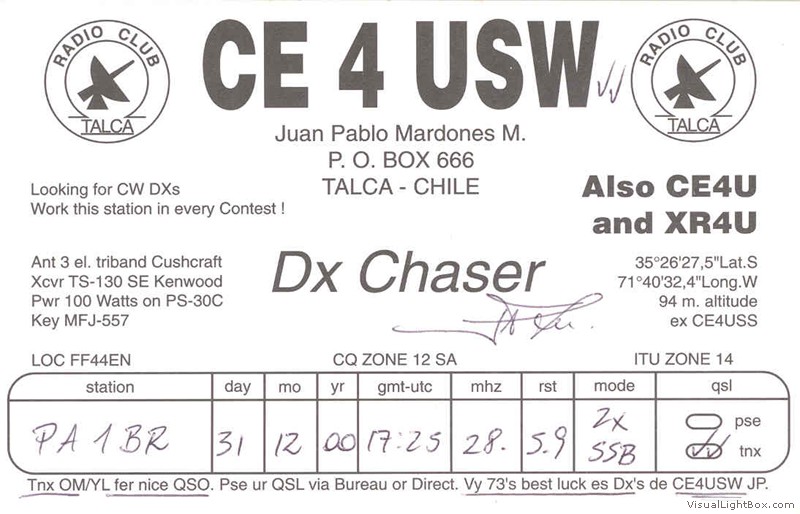 RADIO CLUB
TALCA
CE 4 USW
RADIO CLUB
TALCA
Juan Pablo Mardones M.
P. O. BOX 666
TALCA - CHILE
Looking for CW DXs
Work this station in every Contest !
Also CE4U
and XR4U
Ant 3 el. triband Cushcraft
Xcvr TS-130 SE Kenwood
Pwr 100 Watts on PS-30C
Key MFJ-557
Dx Chaser
35°26'27,5"Lat.S
71°40'32,4"Long.W
94 m. altitude
ex CE4USS
LOC FF44EN CQ ZONE 12 SA ITU ZONE 14
station day mo yr gmt-utc mhz rst mode qsl
PA1BR 31 12 00 17:25 28. 5.9 2x SSB pse tnx
Tnx OM/YL fer nice QSO. Pse ur QSL via Bureau or Direct. Vy 73's best luck es Dx's de CE4USW JP.
VisualLightBox.com